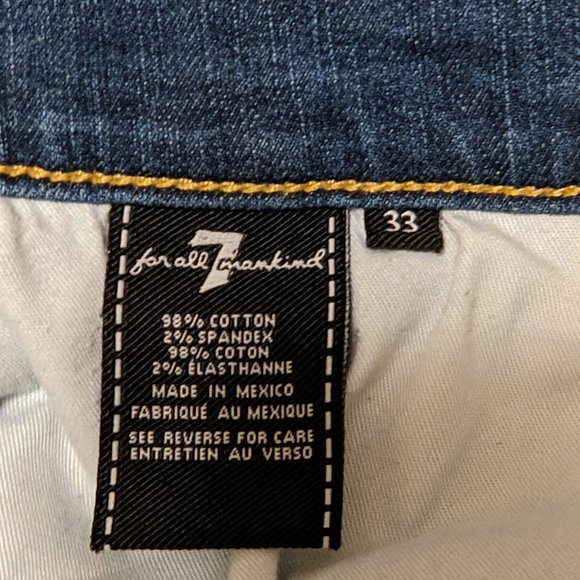 for all 7 mankind
33
98% COTTON
2% SPANDEX
98% COTON
2% ÉLASTHANNE
MADE IN MEXICO
FABRIQUÉ AU MEXIQUE
SEE REVERSE FOR CARE
ENTRETIEN AU VERSO